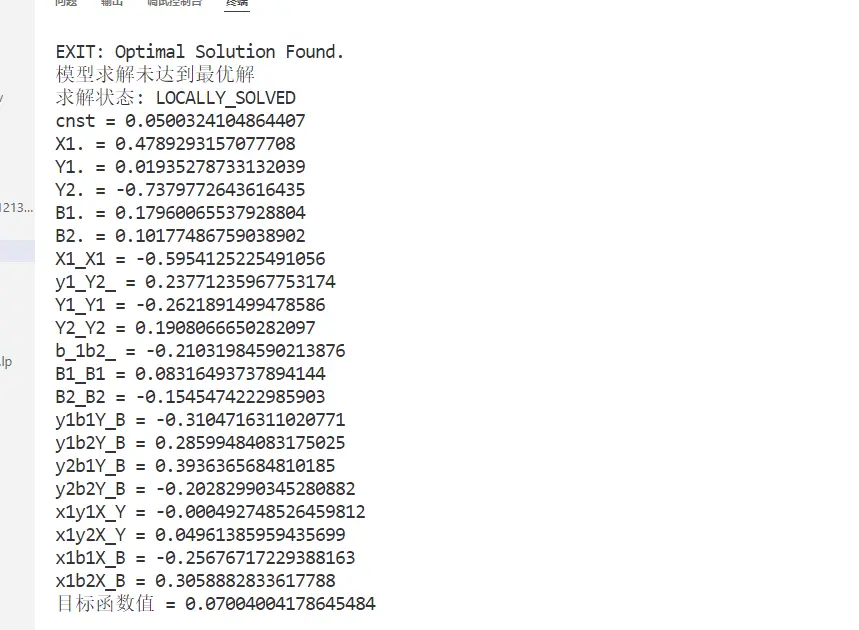 问题 输出 调试控制台 终端
EXIT: Optimal Solution Found.
模型求解未达到最优解
求解状态: LOCALLY_SOLVED
cnst = 0.0500324104864407
X1. = 0.4789293157077708
Y1. = 0.01935278733132039
Y2. = -0.7379772643616435
B1. = 0.17960065537928804
1213...
B2. = 0.10177486759038902
X1_X1 = -0.5954125225491056
y1_Y2_ = 0.23771235967753174
Y1_Y1 = -0.2621891499478586
Y2_Y2 = 0.1908066650282097
b_1b2_ = -0.21031984590213876
lp
B1_B1 = 0.08316493737894144
B2_B2 = -0.1545474222985903
y1b1Y_B = -0.3104716311020771
y1b2Y_B = 0.28599484083175025
y2b1Y_B = 0.3936365684810185
y2b2Y_B = -0.20282990345280882
x1y1X_Y = -0.000492748526459812
x1y2X_Y = 0.04961385959435699
x1b1X_B = -0.25676717229388163
x1b2X_B = 0.3058882833617788
目标函数值 = 0.07004004178645484